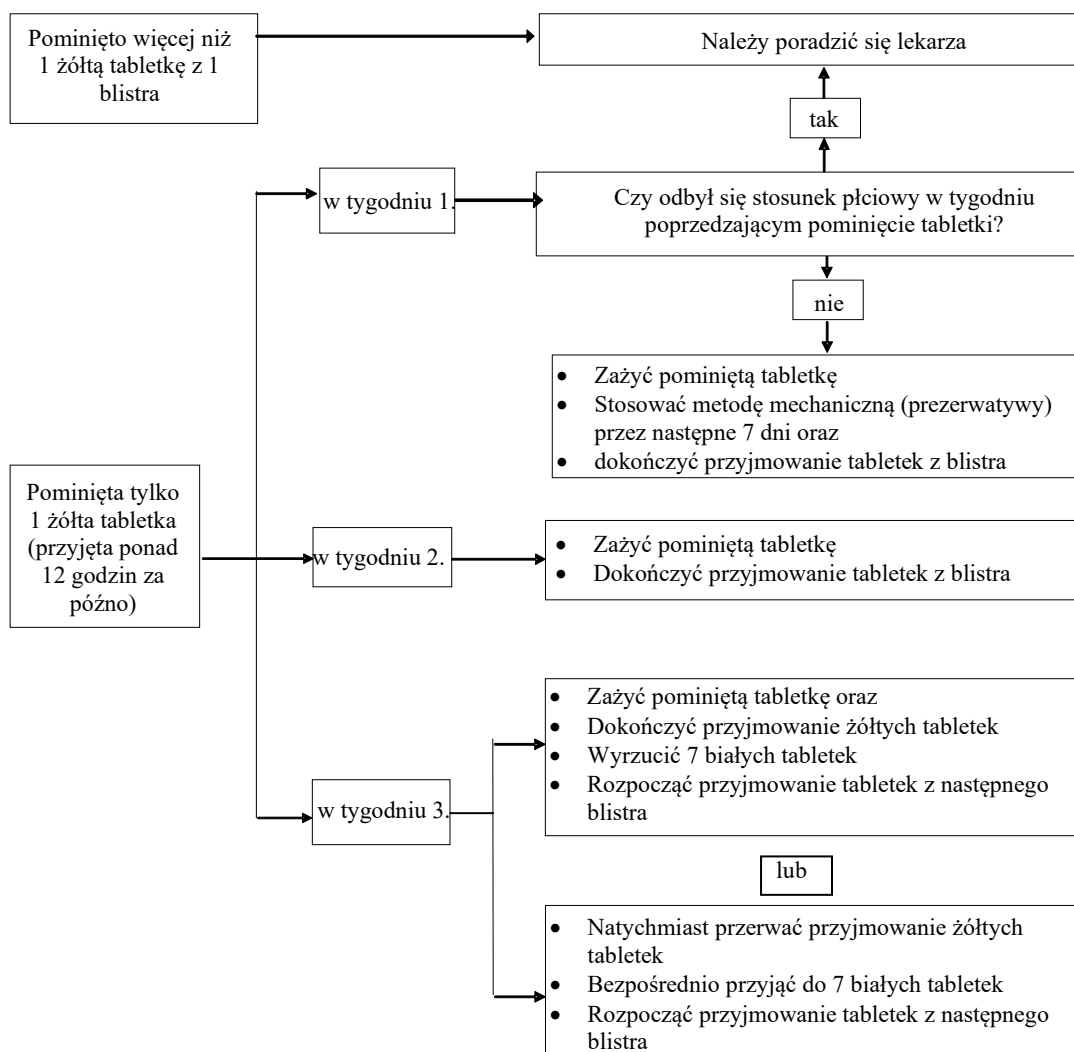 Pominięto więcej niż
1 żółtą tabletkę z 1
blistra
Należy poradzić się lekarza
tak
w tygodniu 1.
Czy odbył się stosunek płciowy w tygodniu
poprzedzającym pominięcie tabletki?
nie
• Zażyć pominiętą tabletkę
• Stosować metodę mechaniczną (prezerwatywy)
przez następne 7 dni oraz
• dokończyć przyjmowanie tabletek z blistra
Pominięta tylko
1 żółta tabletka
(przyjęta ponad
12 godzin za
późno)
w tygodniu 2.
• Zażyć pominiętą tabletkę
• Dokończyć przyjmowanie tabletek z blistra
w tygodniu 3.
• Zażyć pominiętą tabletkę oraz
• Dokończyć przyjmowanie żółtych tabletek
• Wyrzucić 7 białych tabletek
• Rozpocząć przyjmowanie tabletek z następnego
blistra
lub
• Natychmiast przerwać przyjmowanie żółtych
tabletek
• Bezpośrednio przyjąć do 7 białych tabletek
• Rozpocząć przyjmowanie tabletek z następnego
blistra